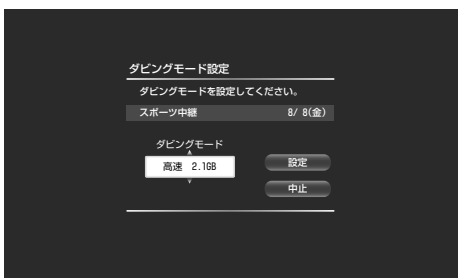 ダビングモード設定
ダビングモードを設定してください。
スポーツ中継 8/ 8(金)
ダビングモード
高速 2.1GB
設定
中止